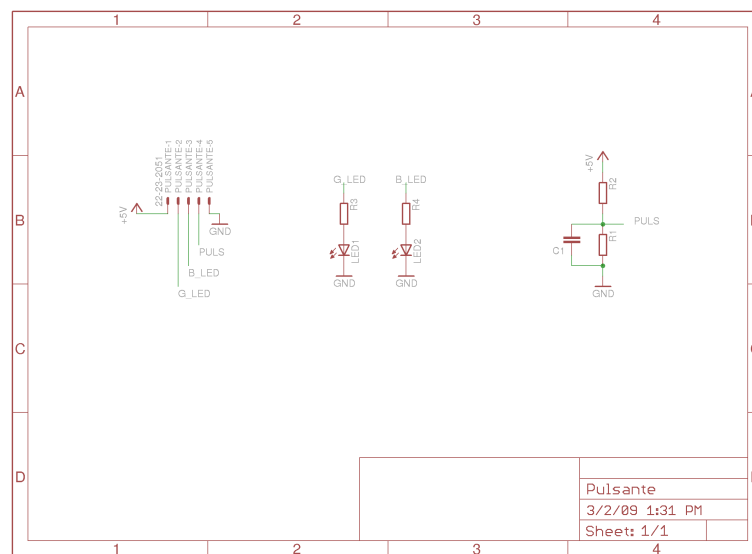 1 2 3 4
A
A
22-23-2051
PULSANTE-1
PULSANTE-2
PULSANTE-3
PULSANTE-4
PULSANTE-5
+5V
GND
PULS
B_LED
G_LED
G_LED
R3
LED1
GND
B_LED
R4
LED2
GND
+5V
R2
PULS
R1
C1
GND
B
C
D
Pulsante
3/2/09 1:31 PM
Sheet: 1/1
1 2 3 4